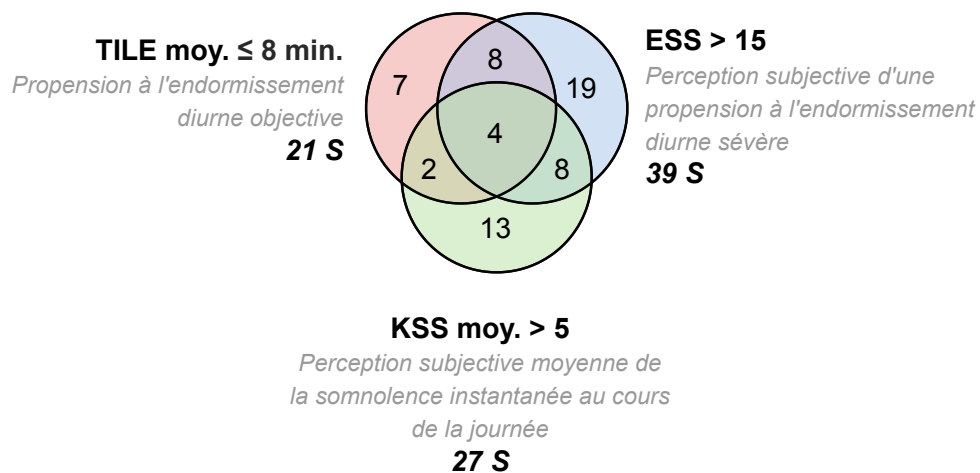 TILE moy. ≤ 8 min.
Propension à l'endormissement
diurne objective
21 S
7
8
19
4
2
8
13
ESS > 15
Perception subjective d'une
propension à l'endormissement
diurne sévère
39 S
KSS moy. > 5
Perception subjective moyenne de
la somnolence instantanée au cours
de la journée
27 S